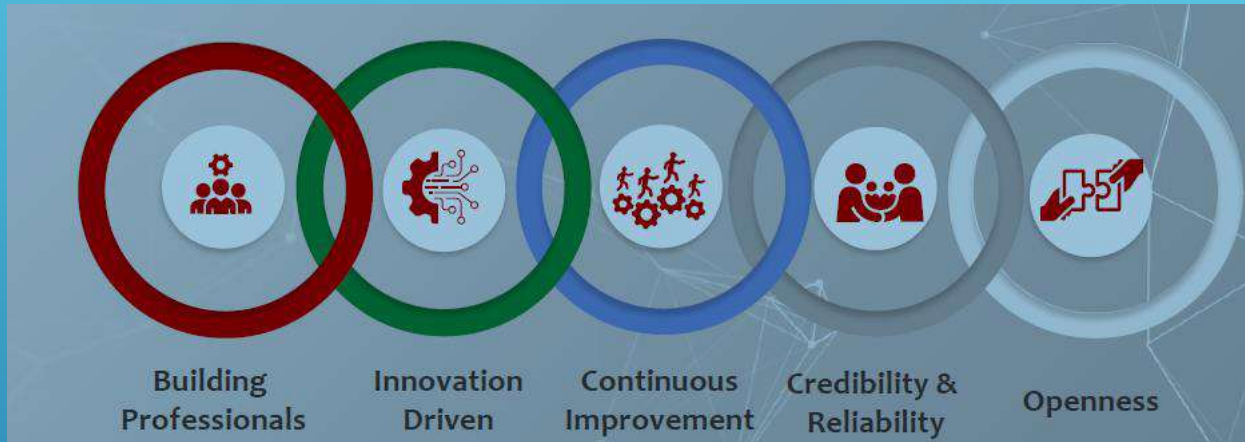 Building
Professionals
Innovation
Driven
Continuous
Improvement
Credibility &
Reliability
Openness